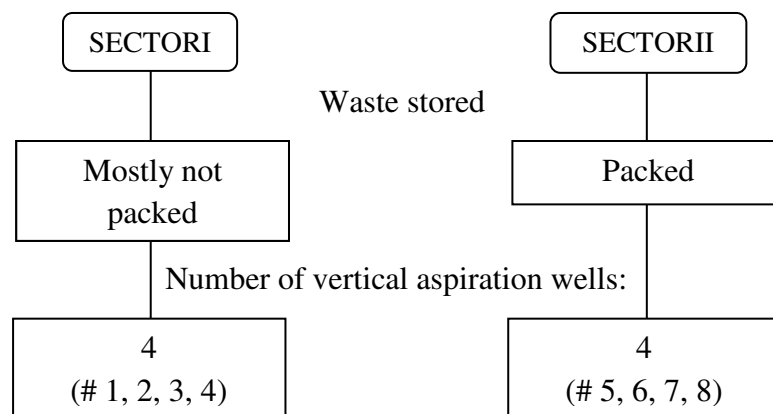 SECTORI
SECTORII
Waste stored
Mostly not
packed
Packed
Number of vertical aspiration wells:
4
(# 1, 2, 3, 4)
4
(# 5, 6, 7, 8)